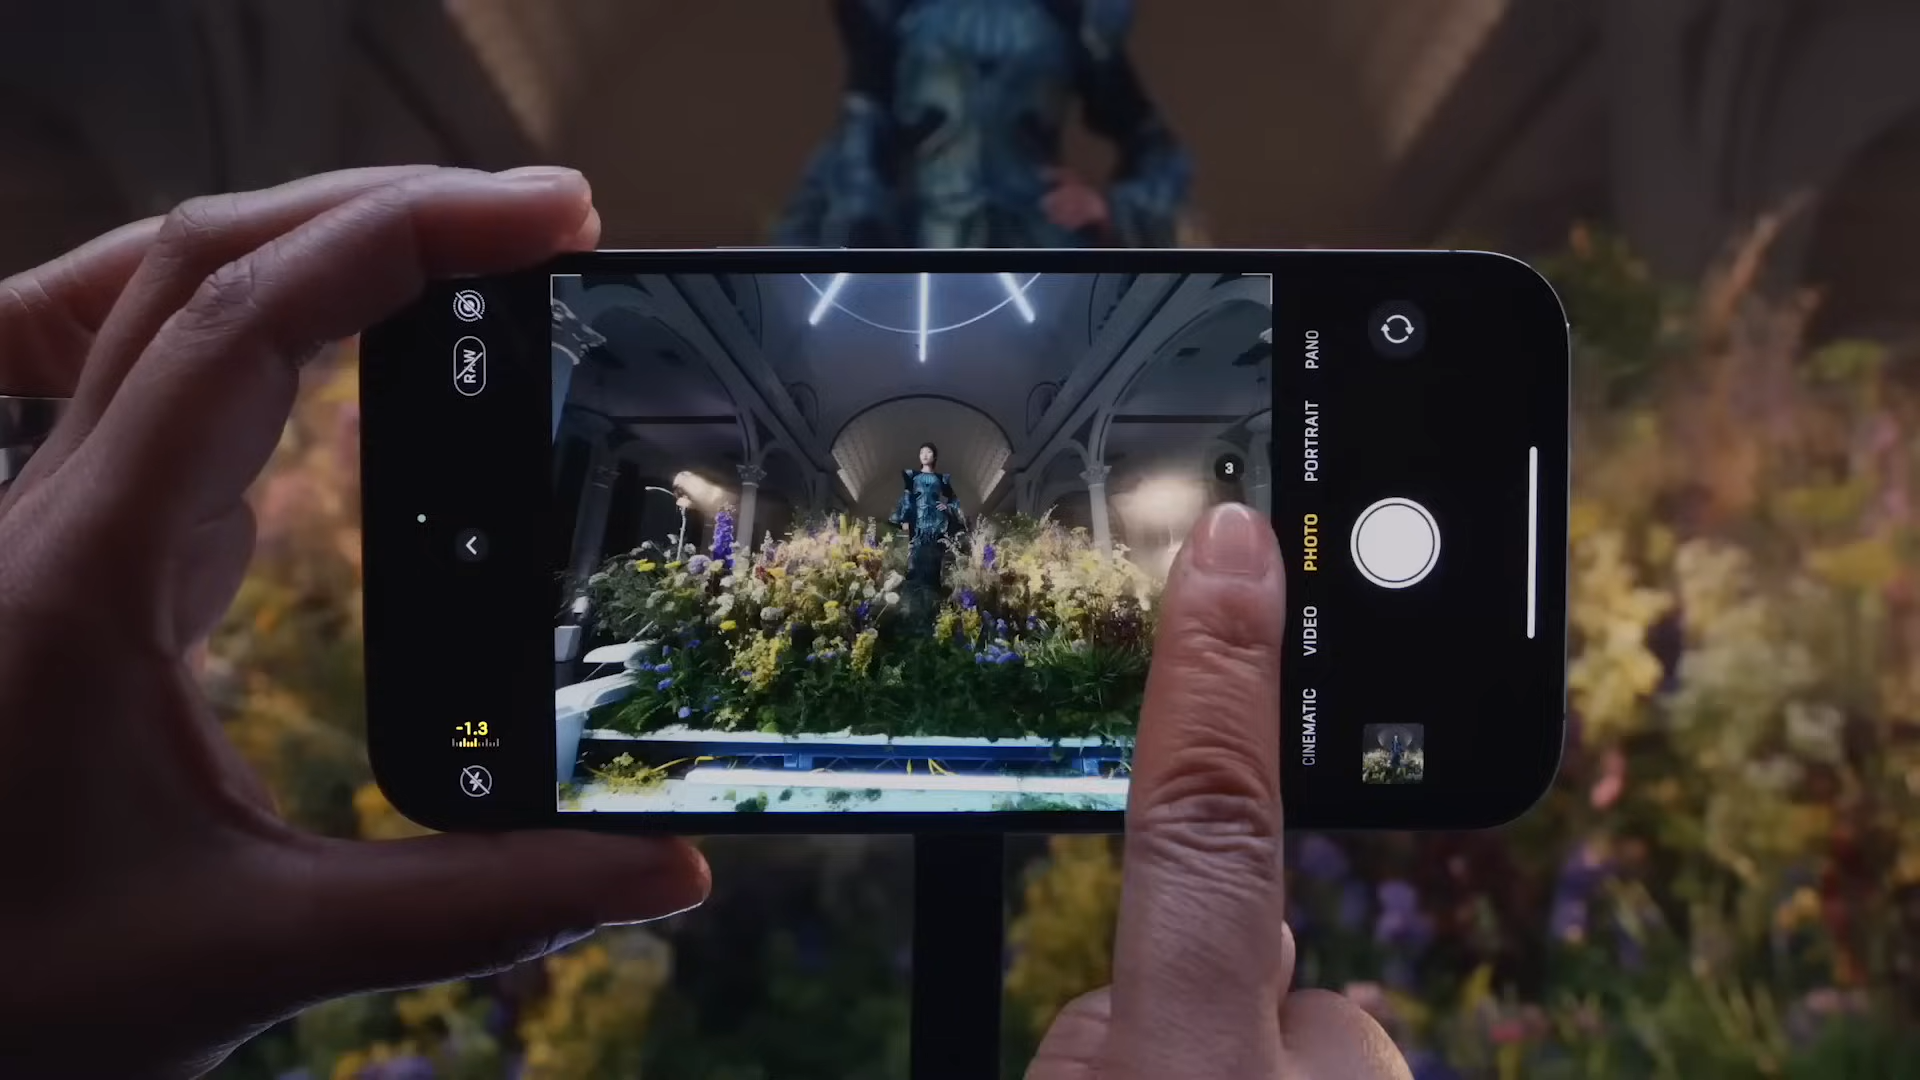 RAW
-1.3
3
PANO
PORTRAIT
PHOTO
VIDEO
CINEMATIC